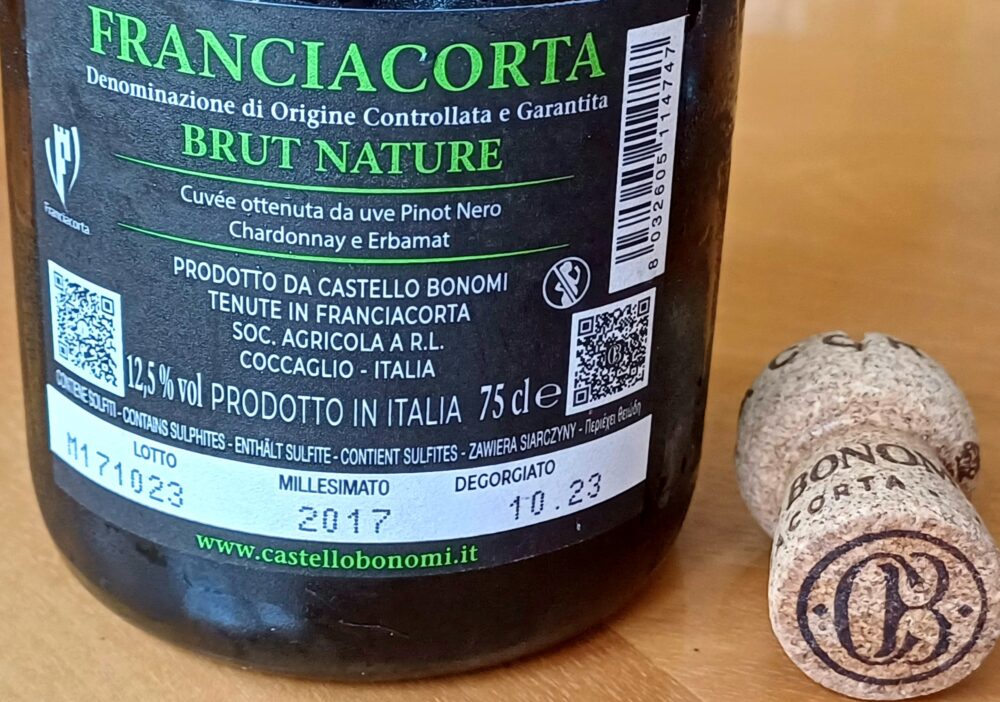 FRANCIACORTA
Denominazione di Origine Controllata e Garantita
BRUT NATURE
Cuvée ottenuta da uve Pinot Nero
Chardonnay e Erbamat
Franciacorta
8 032605 114747
PRODOTTO DA CASTELLO BONOMI
TENUTE IN FRANCIACORTA
SOC. AGRICOLA A R.L.
COCCAGLIO - ITALIA
12,5 % vol PRODOTTO IN ITALIA 75 cl e
CONTIENE SOLFITI - CONTAINS SULPHITES - ENTHÄLT SULFITE - CONTIENT SULFITES - ZAWIERA SIARCZYNY - Περιέχει θειώδη
LOTTO MILLESIMATO DEGORGIATO
M171023 2017 10.23
www.castellobonomi.it
CORTA
CB